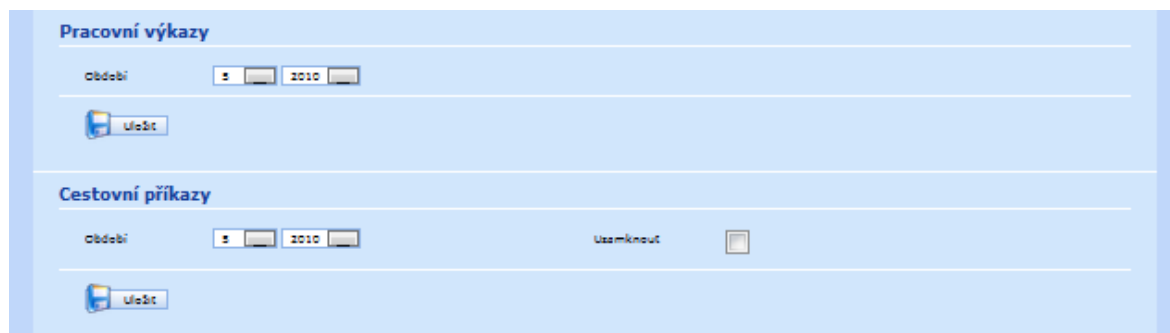 Pracovní výkazy
Období 5 2010
Uložit
Cestovní příkazy
Období 5 2010 Uzamknout
Uložit